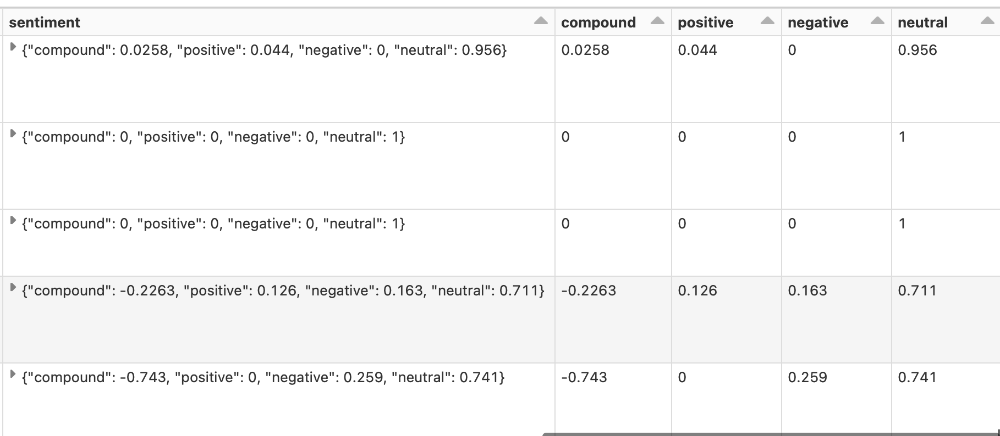 sentiment compound positive negative neutral
{"compound": 0.0258, "positive": 0.044, "negative": 0, "neutral": 0.956} 0.0258 0.044 0 0.956
{"compound": 0, "positive": 0, "negative": 0, "neutral": 1} 0 0 0 1
{"compound": 0, "positive": 0, "negative": 0, "neutral": 1} 0 0 0 1
{"compound": -0.2263, "positive": 0.126, "negative": 0.163, "neutral": 0.711} -0.2263 0.126 0.163 0.711
{"compound": -0.743, "positive": 0, "negative": 0.259, "neutral": 0.741} -0.743 0 0.259 0.741